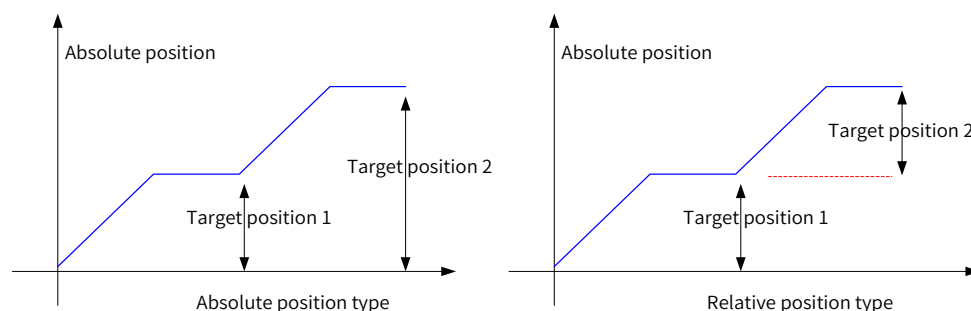 Absolute position
Target position 2
Target position 1
Absolute position type
Absolute position
Target position 2
Target position 1
Relative position type